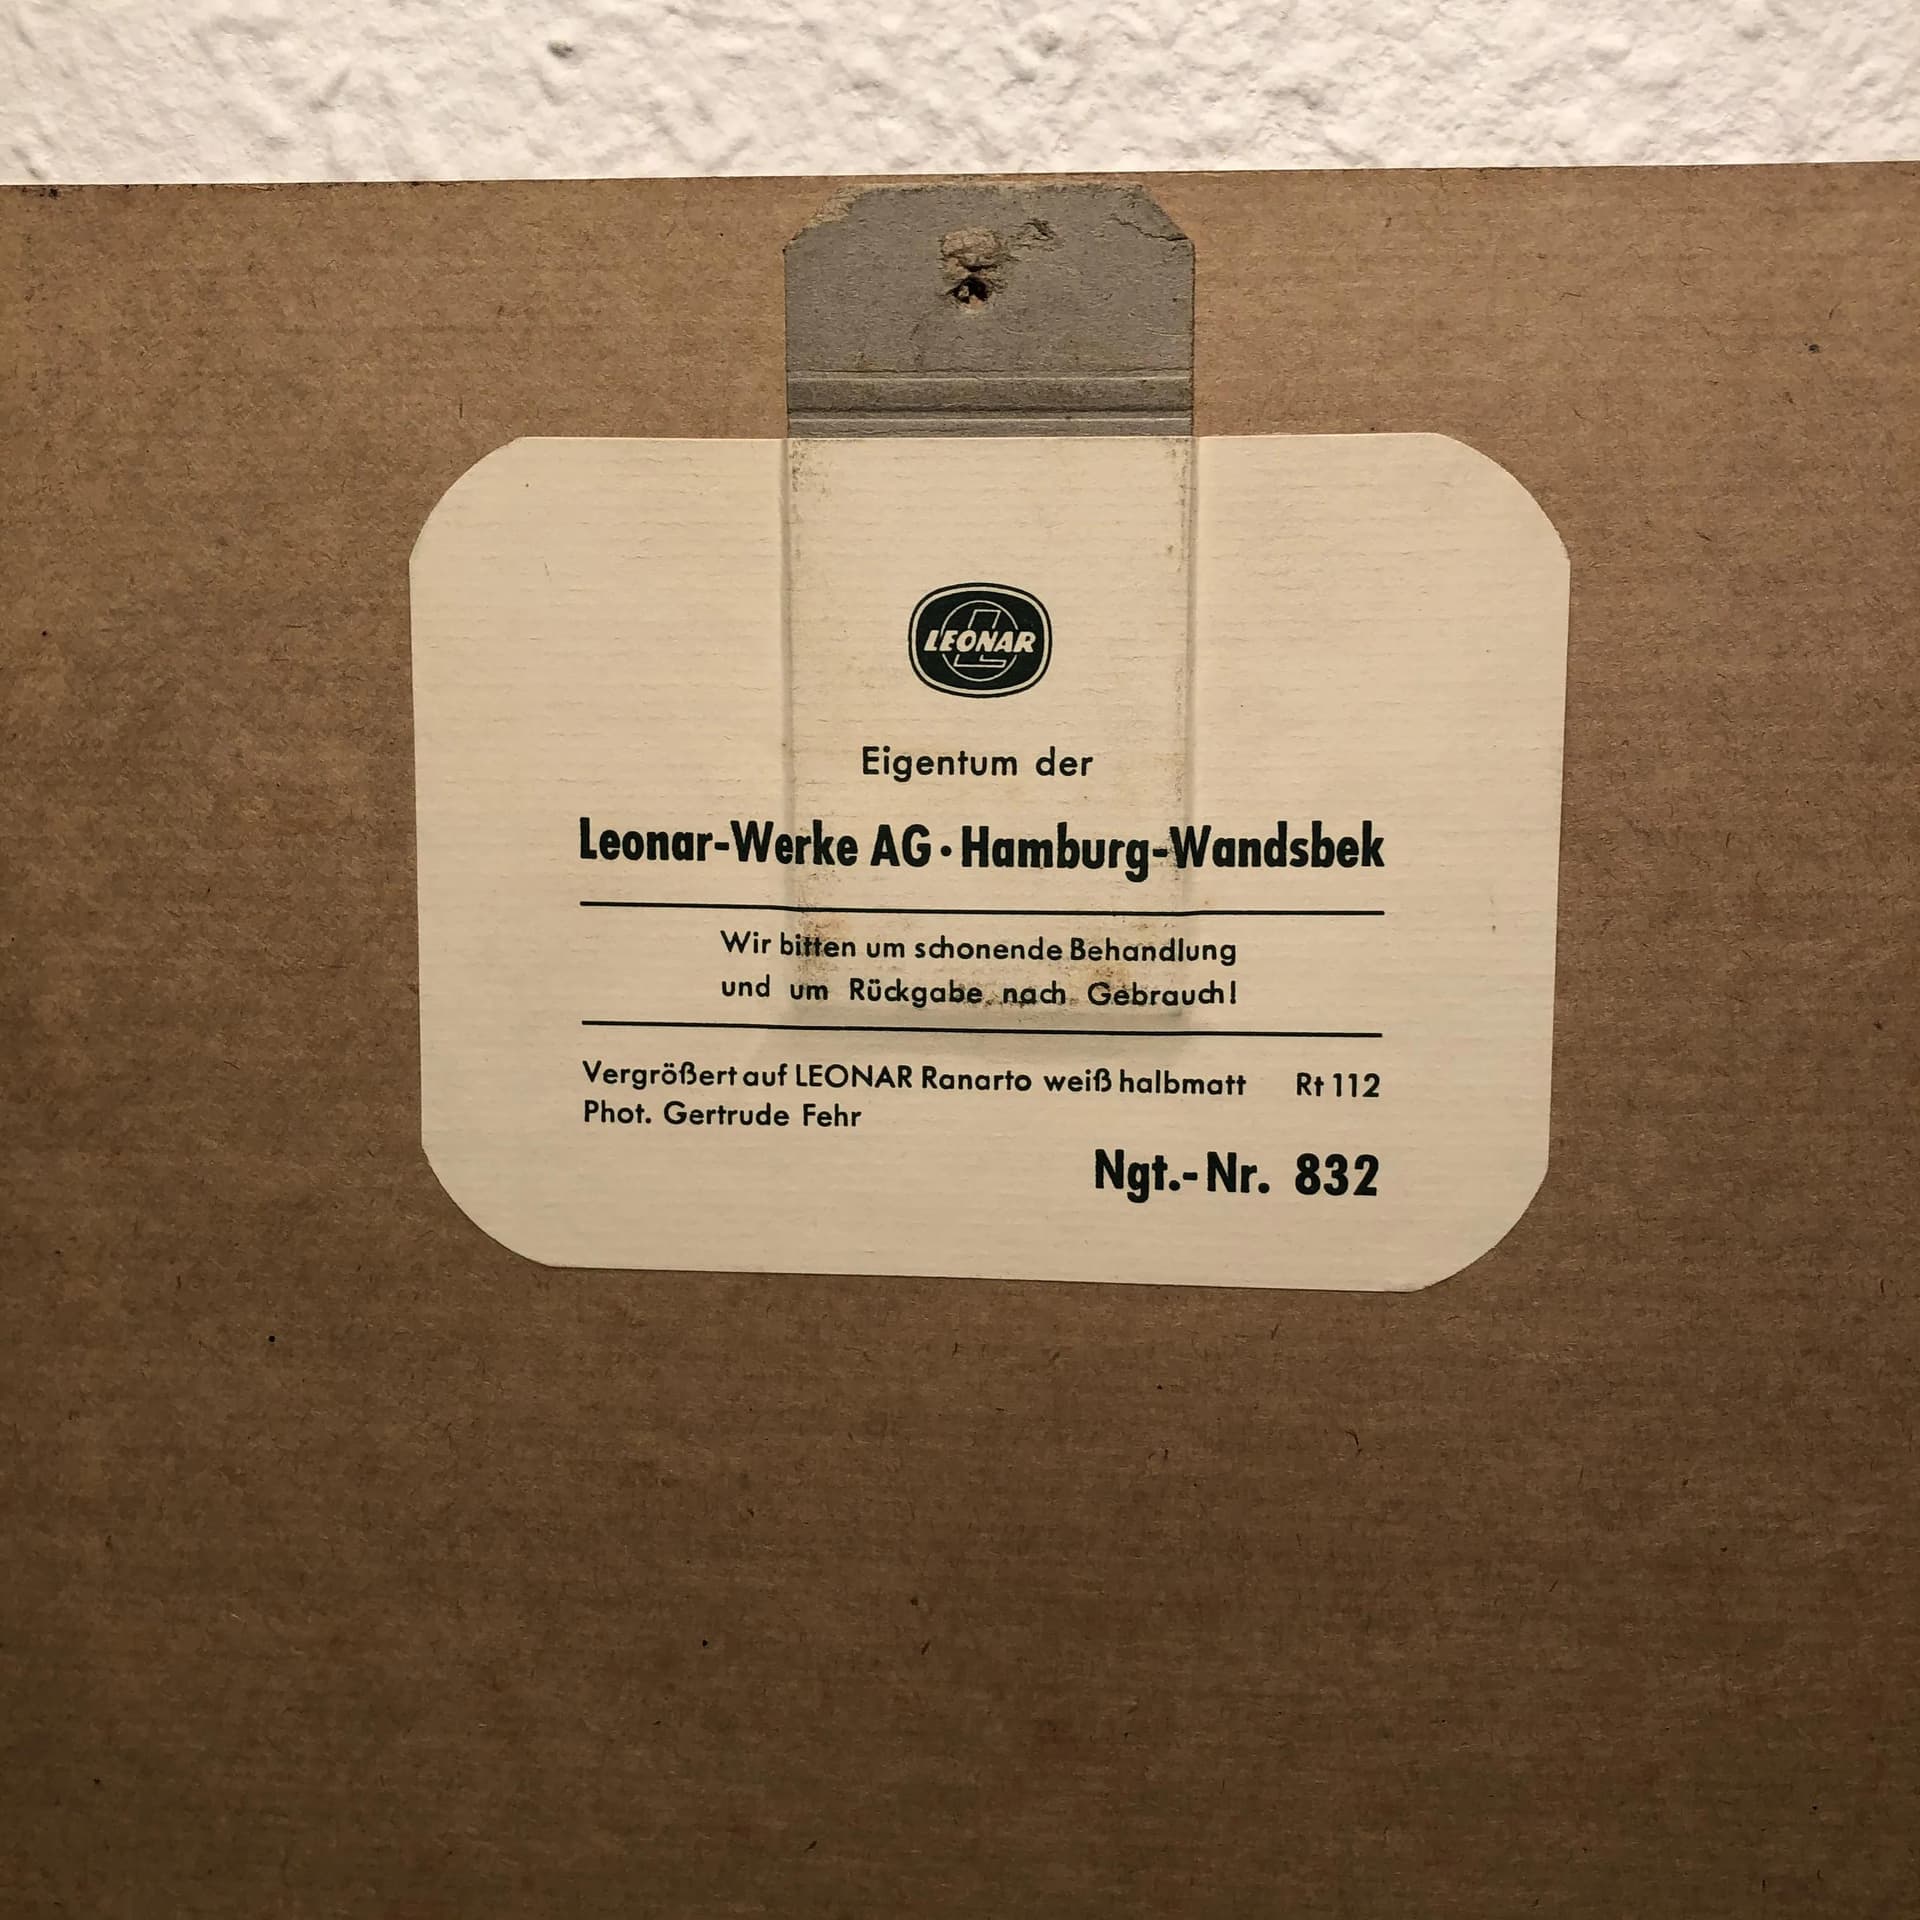 LEONAR
Eigentum der
Leonar-Werke AG · Hamburg-Wandsbek
Wir bitten um schonende Behandlung
und um Rückgabe nach Gebrauch!
Vergrößert auf LEONAR Ranarto weiß halbmatt Rt 112
Phot. Gertrude Fehr
Ngt.-Nr. 832